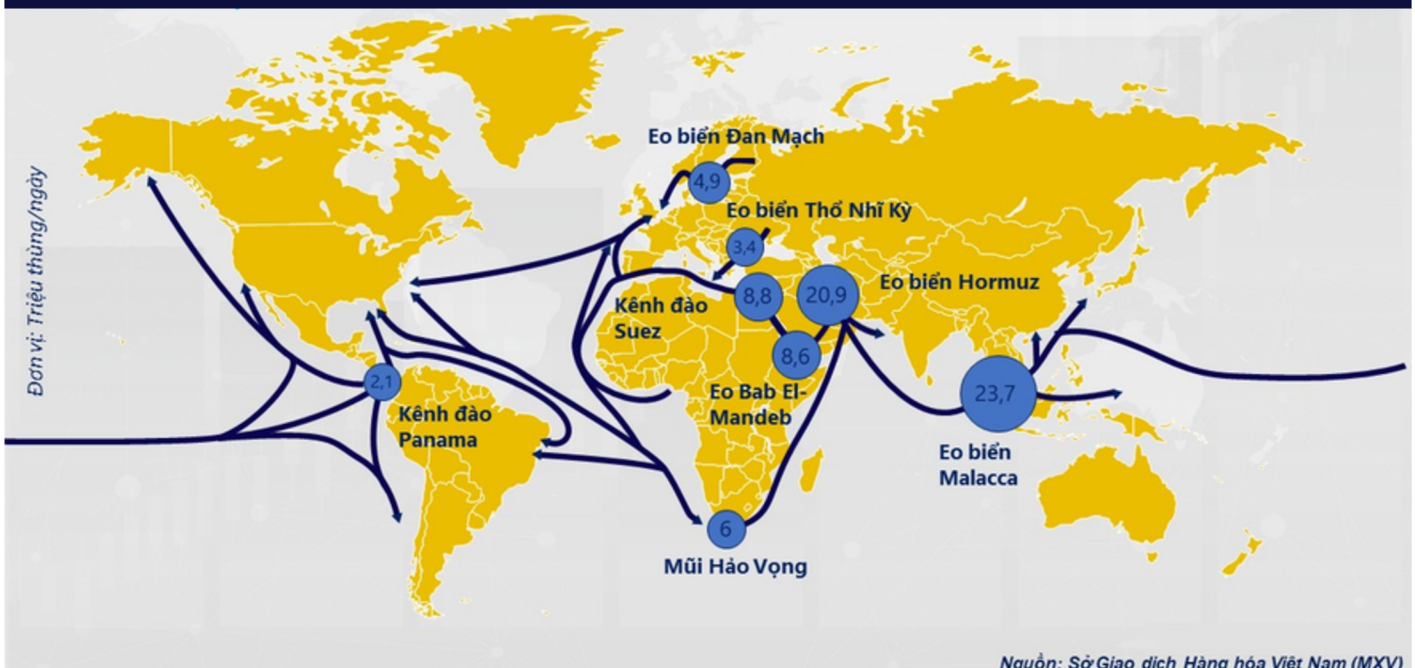 Eo biển Đan Mạch
4,9
Đơn vị: Triệu thùng/ngày
Eo biển Thổ Nhĩ Kỳ
3,4
Eo biển Hormuz
8,8
20,9
Kênh đào
Suez
8,6
2,1
Eo Bab El-
Mandeb
23,7
Kênh đào
Panama
Eo biển
Malacca
6
Mũi Hảo Vọng
Nguồn: Sở Giao dịch Hàng hóa Việt Nam (MXV)